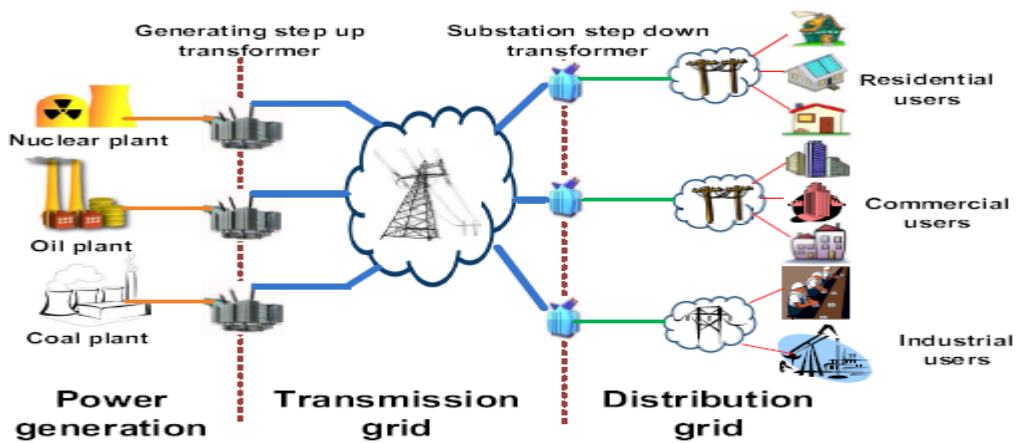 Generating step up
transformer
Substation step down
transformer
Nuclear plant
Oil plant
Coal plant
Residential
users
Commercial
users
Industrial
users
Power
generation
Transmission
grid
Distribution
grid